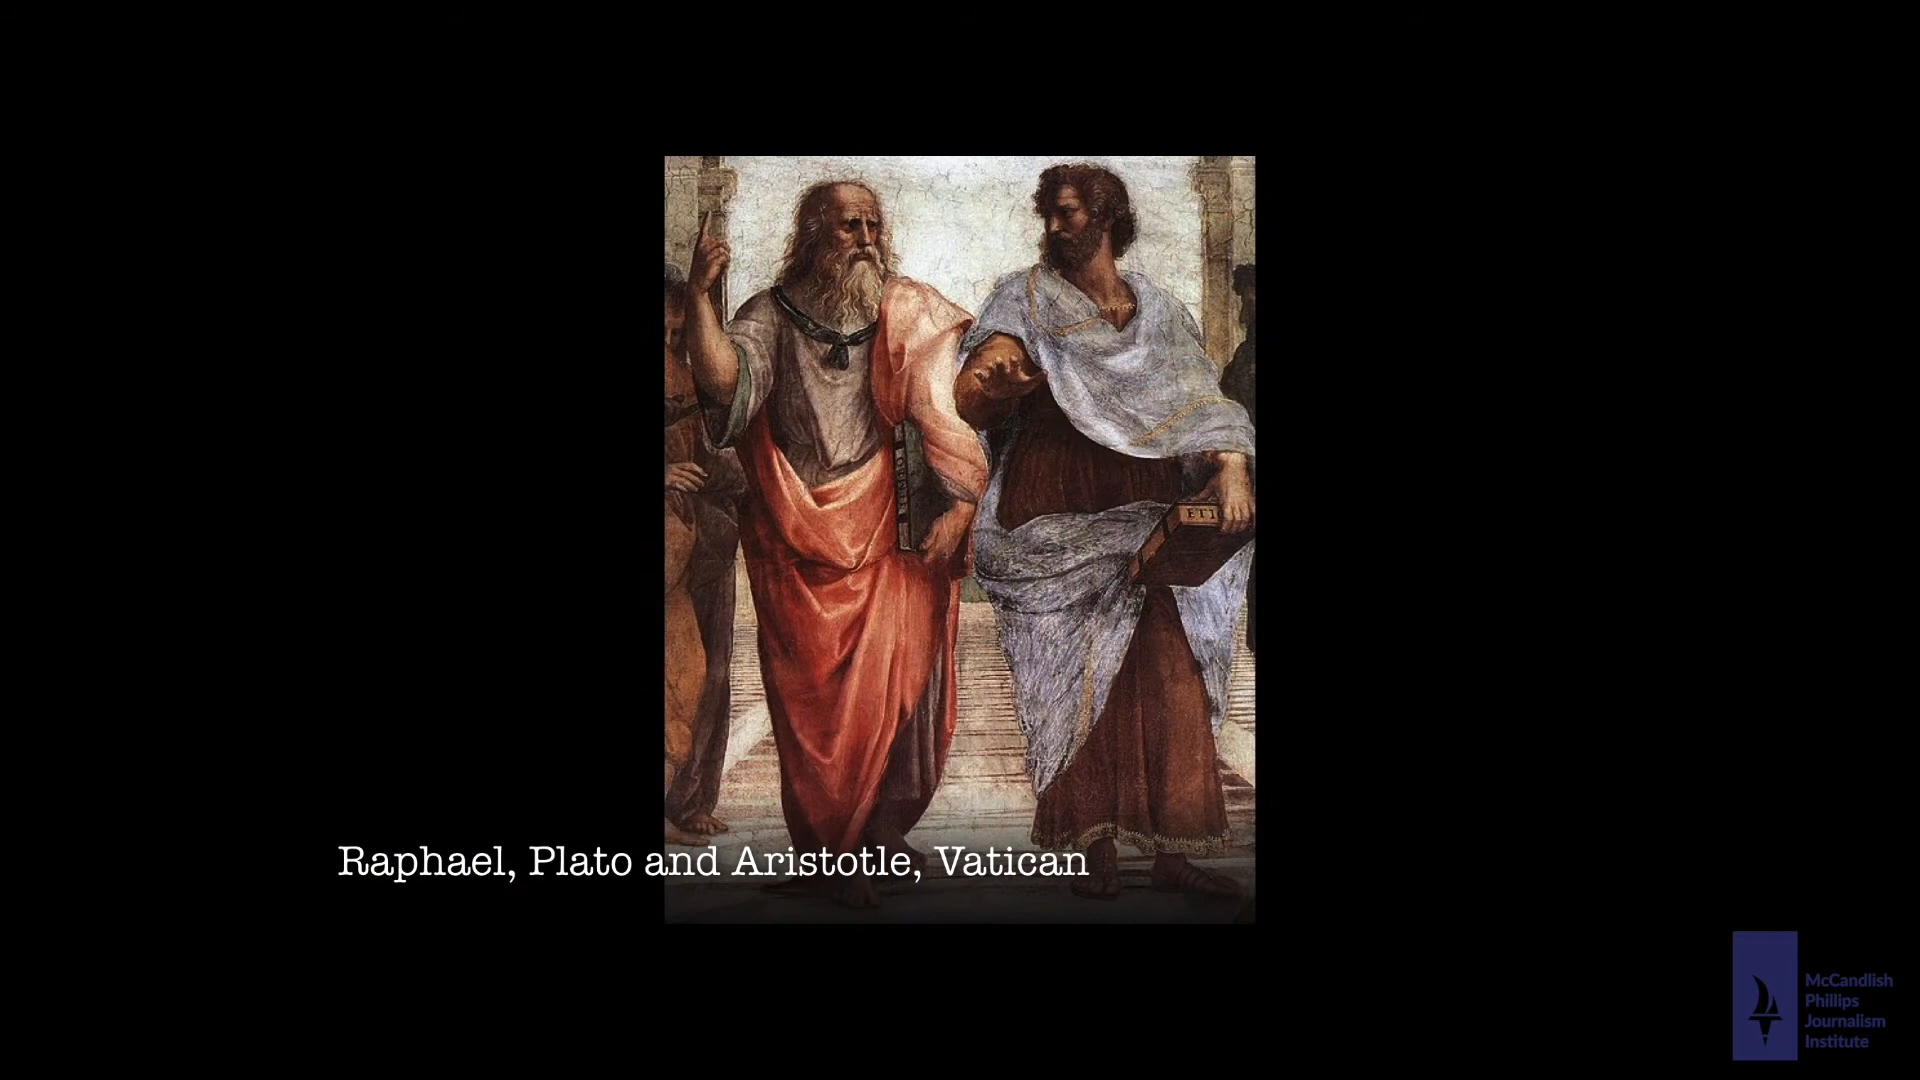 ETI
Raphael, Plato and Aristotle, Vatican
McCandlish
Phillips
Journalism
Institute